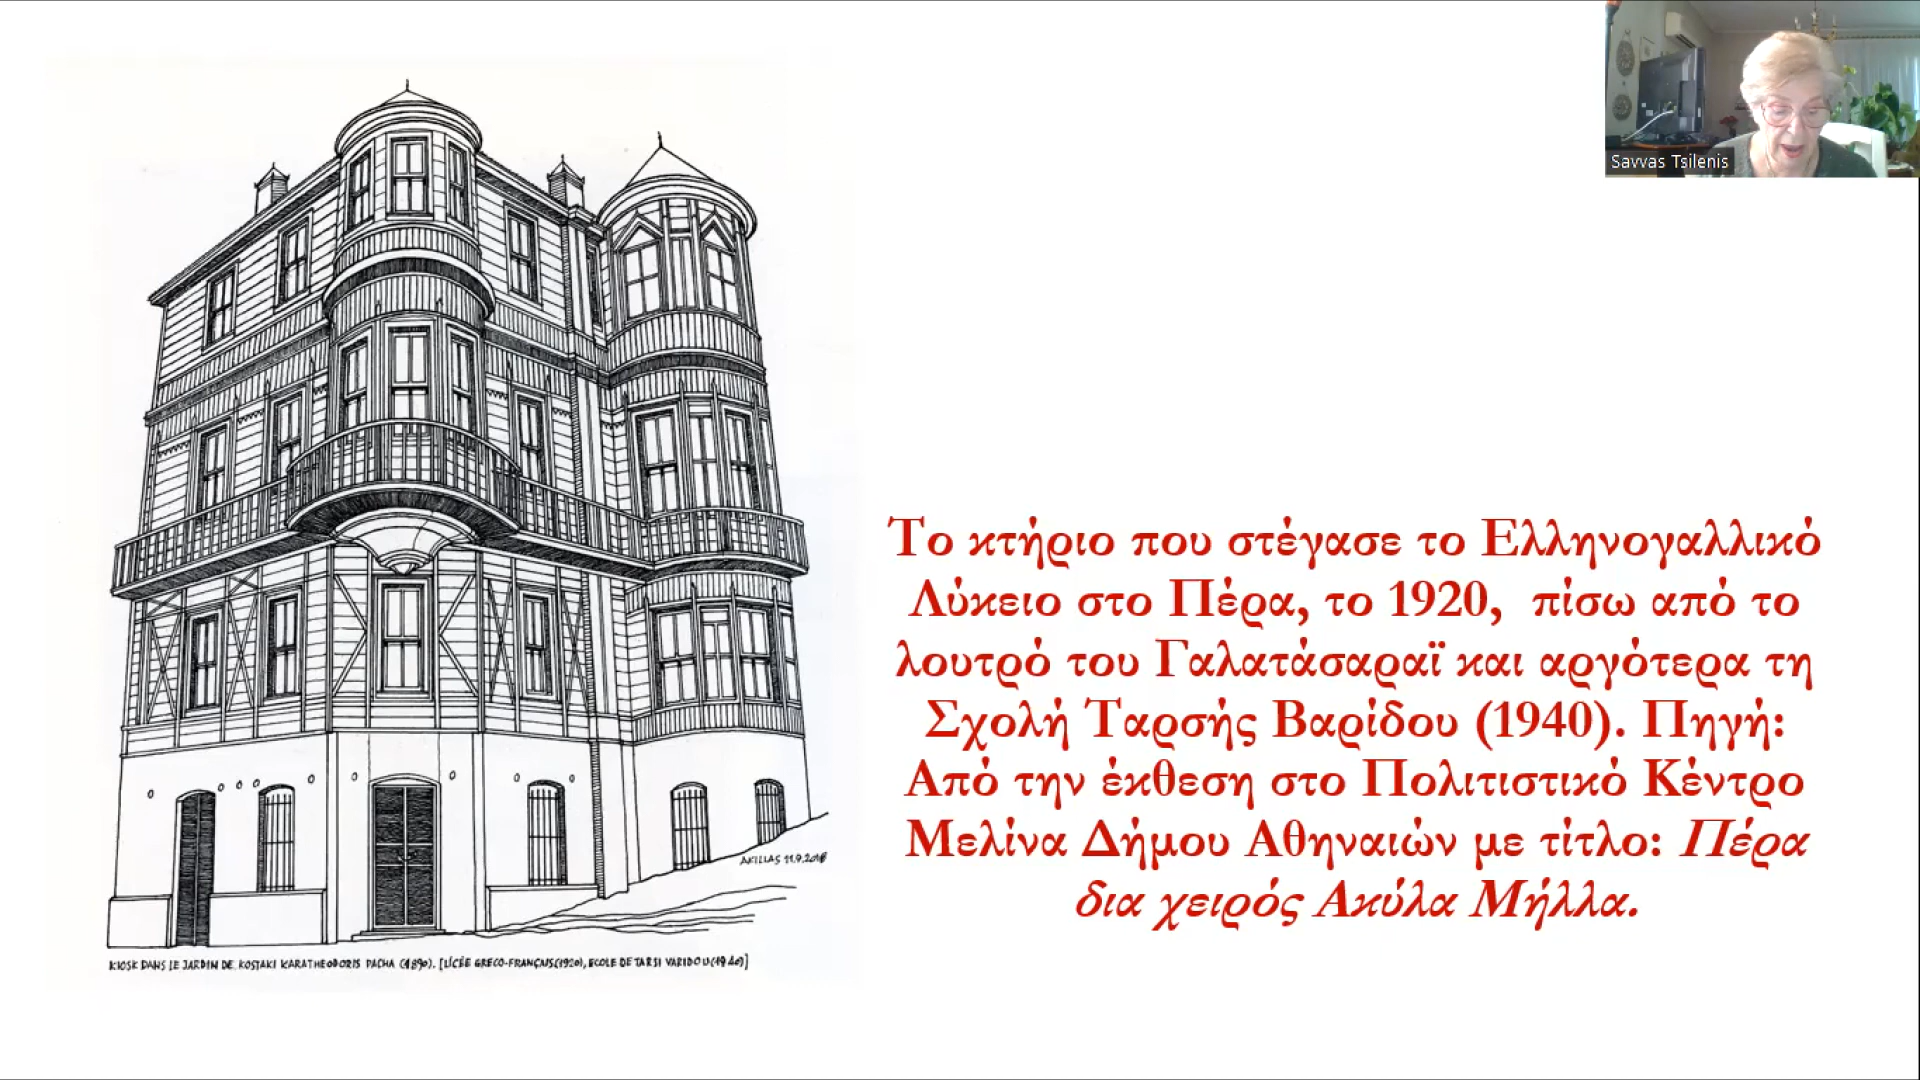 Savvas Tsilenis
Το κτήριο που στέγασε το Ελληνογαλλικό
Λύκειο στο Πέρα, το 1920, πίσω από το
λουτρό του Γαλατάσαραϊ και αργότερα τη
Σχολή Ταρσής Βαρίδου (1940). Πηγή:
Από την έκθεση στο Πολιτιστικό Κέντρο
Μελίνα Δήμου Αθηναιών με τίτλο: Πέρα
δια χειρός Ακύλα Μήλλα.
AKILLAS 11.9.2016
KIOSK DANS LE JARDIN DE KOSTAKI KARATHEODORIS PACHA (1890). [LICÉE GRECO-FRANÇAIS(1920), ECOLE DE TARSI VARIDOU(1940)]